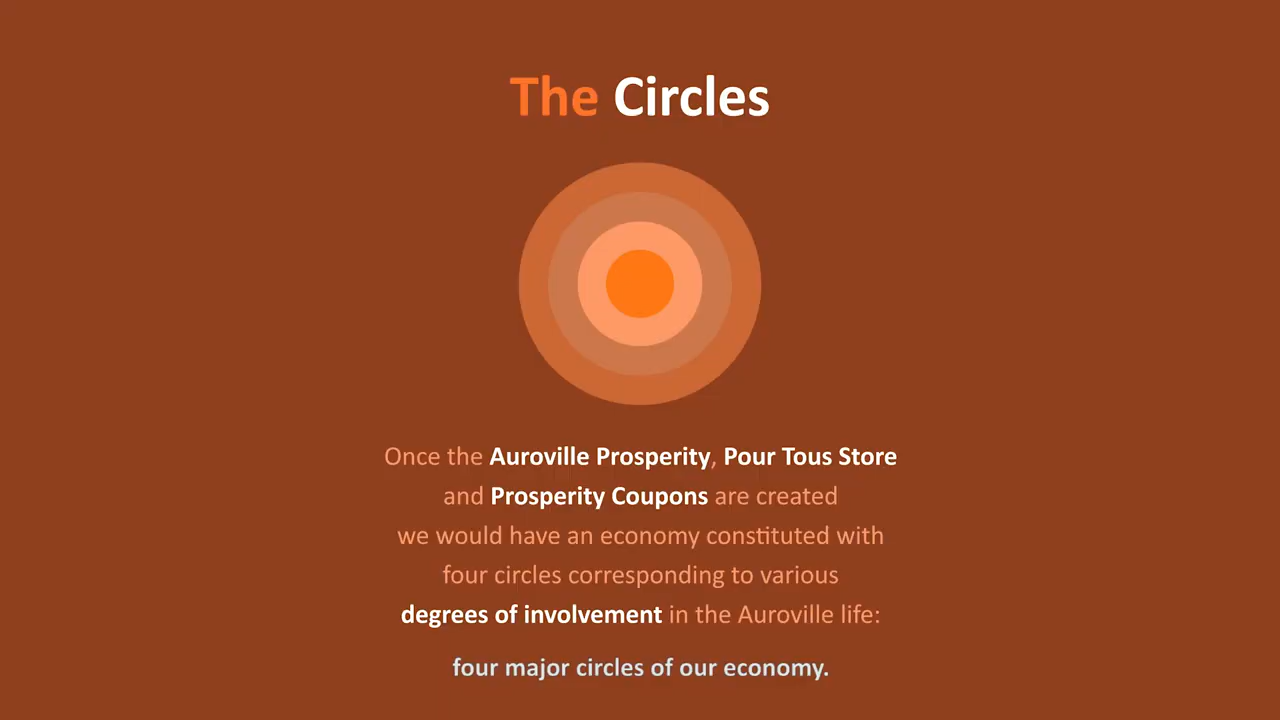 The Circles
Once the Auroville Prosperity, Pour Tous Store
and Prosperity Coupons are created
we would have an economy constituted with
four circles corresponding to various
degrees of involvement in the Auroville life:
four major circles of our economy.